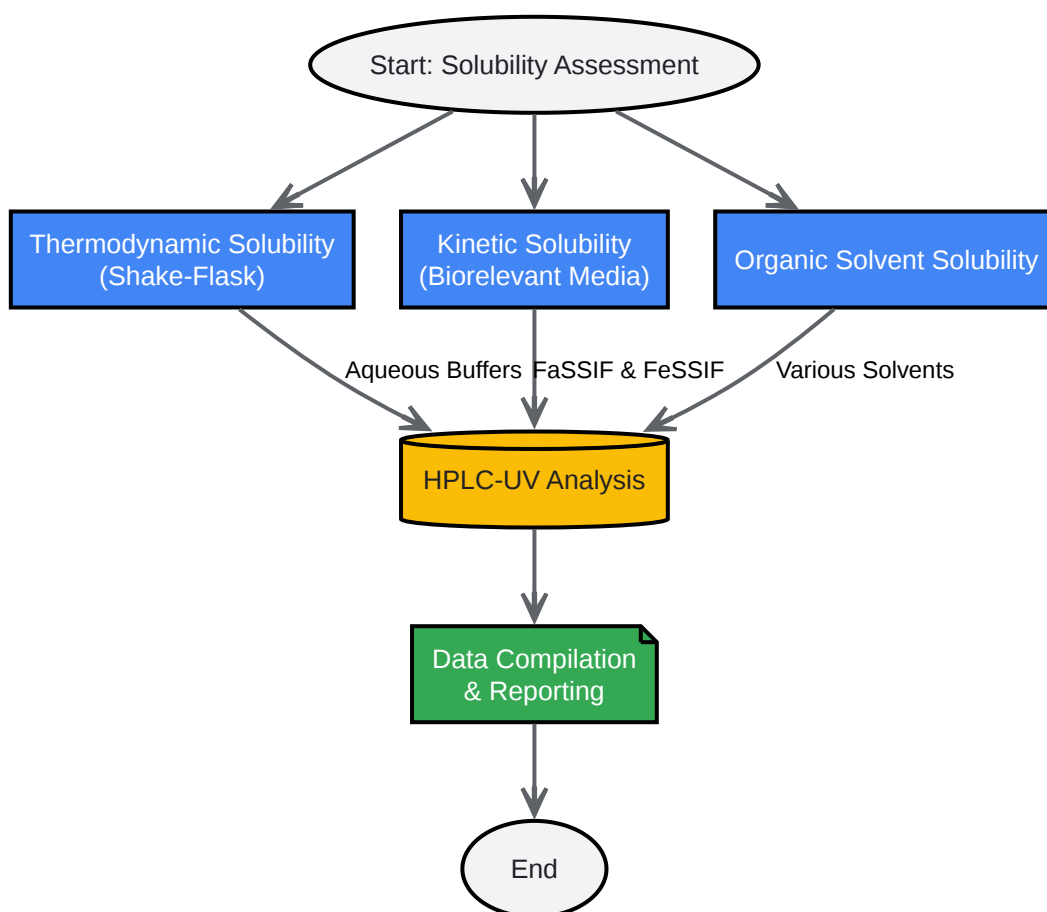 Start: Solubility Assessment
Thermodynamic Solubility
(Shake-Flask)
Kinetic Solubility
(Biorelevant Media)
Organic Solvent Solubility
Aqueous Buffers
FaSSIF & FeSSIF
Various Solvents
HPLC-UV Analysis
Data Compilation
& Reporting
End